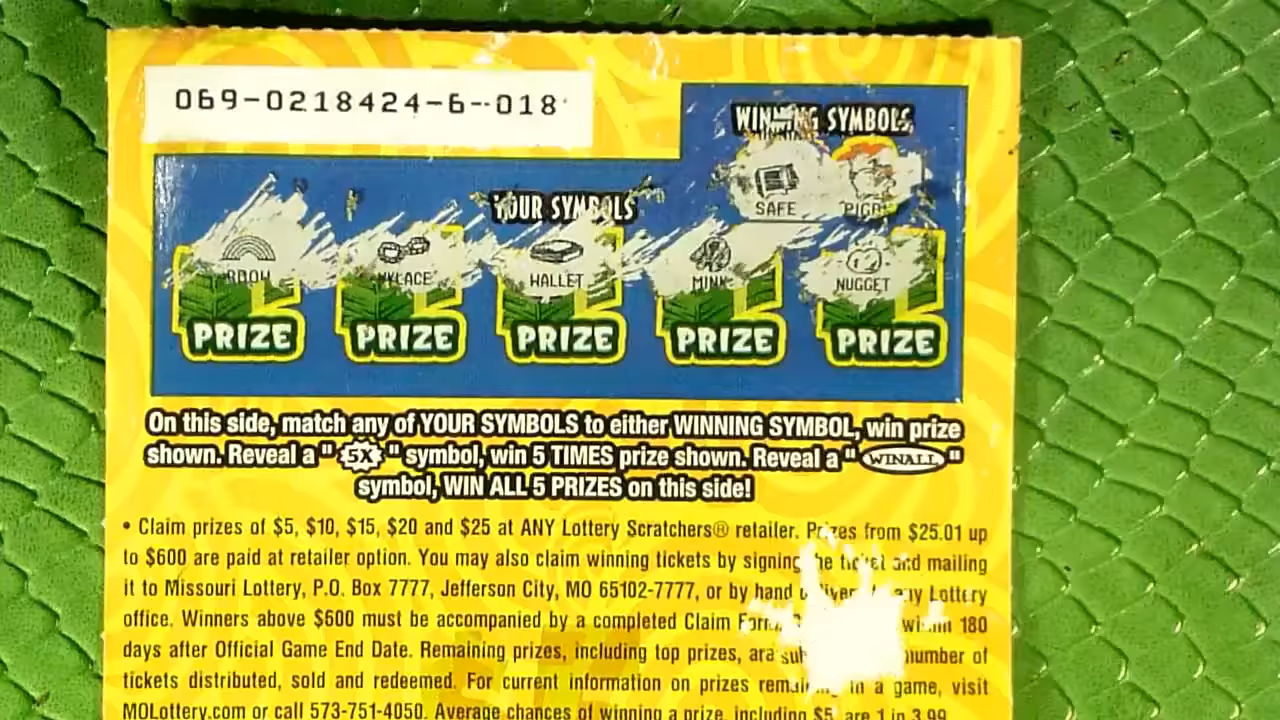 069-0218424-6--018
WINNING SYMBOLS
SAFE
YOUR SYMBOLS
WALLET MINK NUGGET
PRIZE PRIZE PRIZE PRIZE PRIZE
On this side, match any of YOUR SYMBOLS to either WINNING SYMBOL, win prize
shown. Reveal a "5X" symbol, win 5 TIMES prize shown. Reveal a "WINALL"
symbol, WIN ALL 5 PRIZES on this side!
• Claim prizes of $5, $10, $15, $20 and $25 at ANY Lottery Scratchers® retailer. Prizes from $25.01 up
to $600 are paid at retailer option. You may also claim winning tickets by signing the ticket and mailing
it to Missouri Lottery, P.O. Box 7777, Jefferson City, MO 65102-7777, or by hand Lottery
office. Winners above $600 must be accompanied by a completed Claim Form within 180
days after Official Game End Date. Remaining prizes, including top prizes, are number of
tickets distributed, sold and redeemed. For current information on prizes remaining in a game, visit
MOLottery.com or call 573-751-4050. Average chances of winning a prize, including $5, are 1 in 3.99.